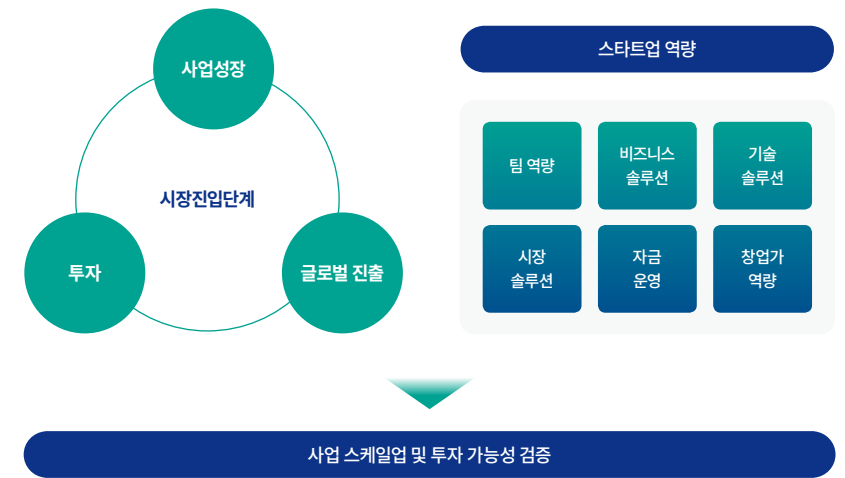 사업성장
시장진입단계
투자
글로벌 진출
스타트업 역량
팀 역량
비즈니스
솔루션
기술
솔루션
시장
솔루션
자금
운영
창업가
역량
사업 스케일업 및 투자 가능성 검증